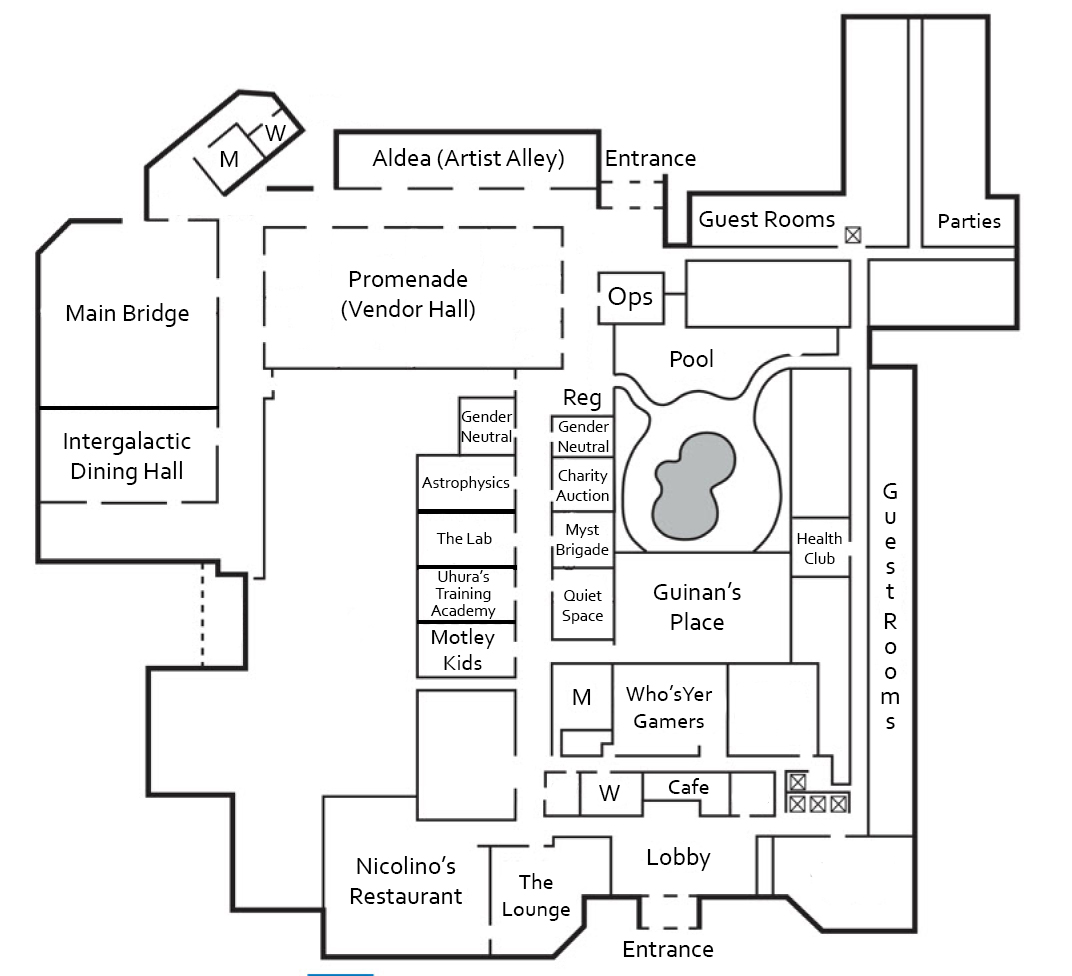 W
M
Aldea (Artist Alley)
Entrance
Guest Rooms
Parties
Promenade
(Vendor Hall)
Main Bridge
Ops
Pool
Reg
Gender
Neutral
Gender
Neutral
Intergalactic
Dining Hall
Astrophysics
Charity
Auction
The Lab
Myst
Brigade
Health
Club
Guest Rooms
Uhura's
Training
Academy
Quiet
Space
Guinan's
Place
Motley
Kids
M
Who'sYer
Gamers
W
Cafe
Lobby
Nicolino's
Restaurant
The
Lounge
Entrance